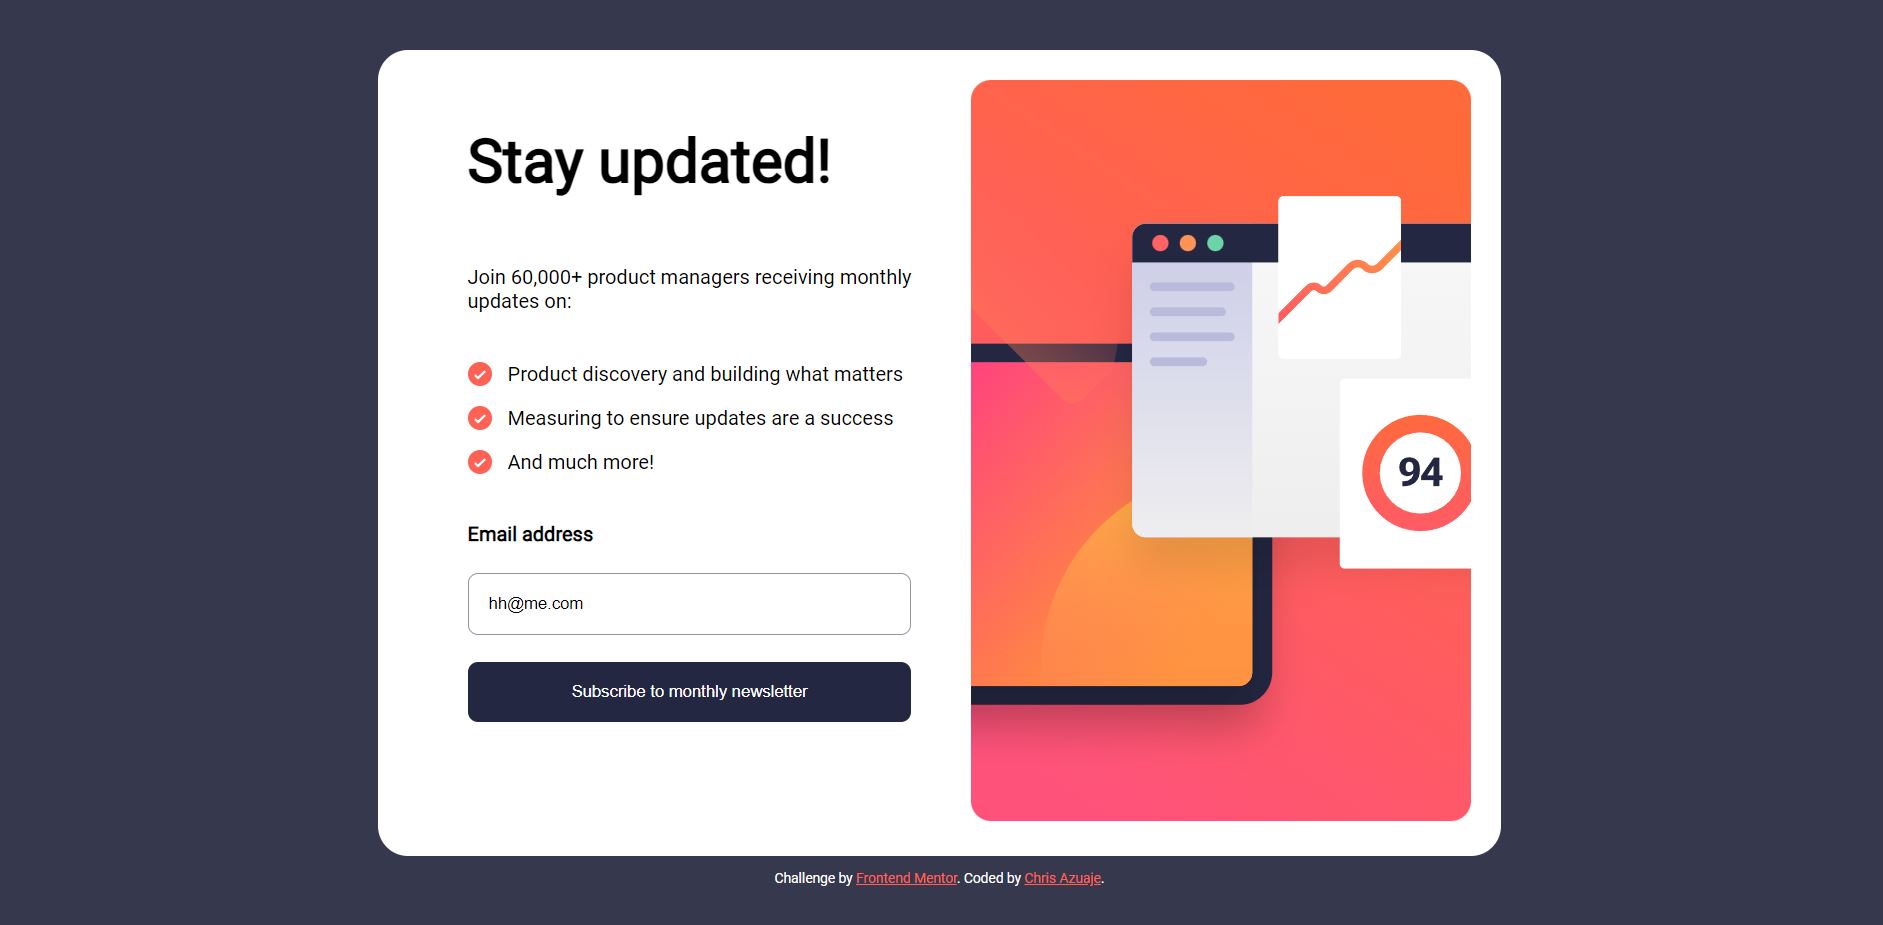 Stay updated!
Join 60,000+ product managers receiving monthly
updates on:
Product discovery and building what matters
Measuring to ensure updates are a success
And much more!
Email address
hh@me.com
Subscribe to monthly newsletter
94
Challenge by Frontend Mentor. Coded by Chris Azuaje.